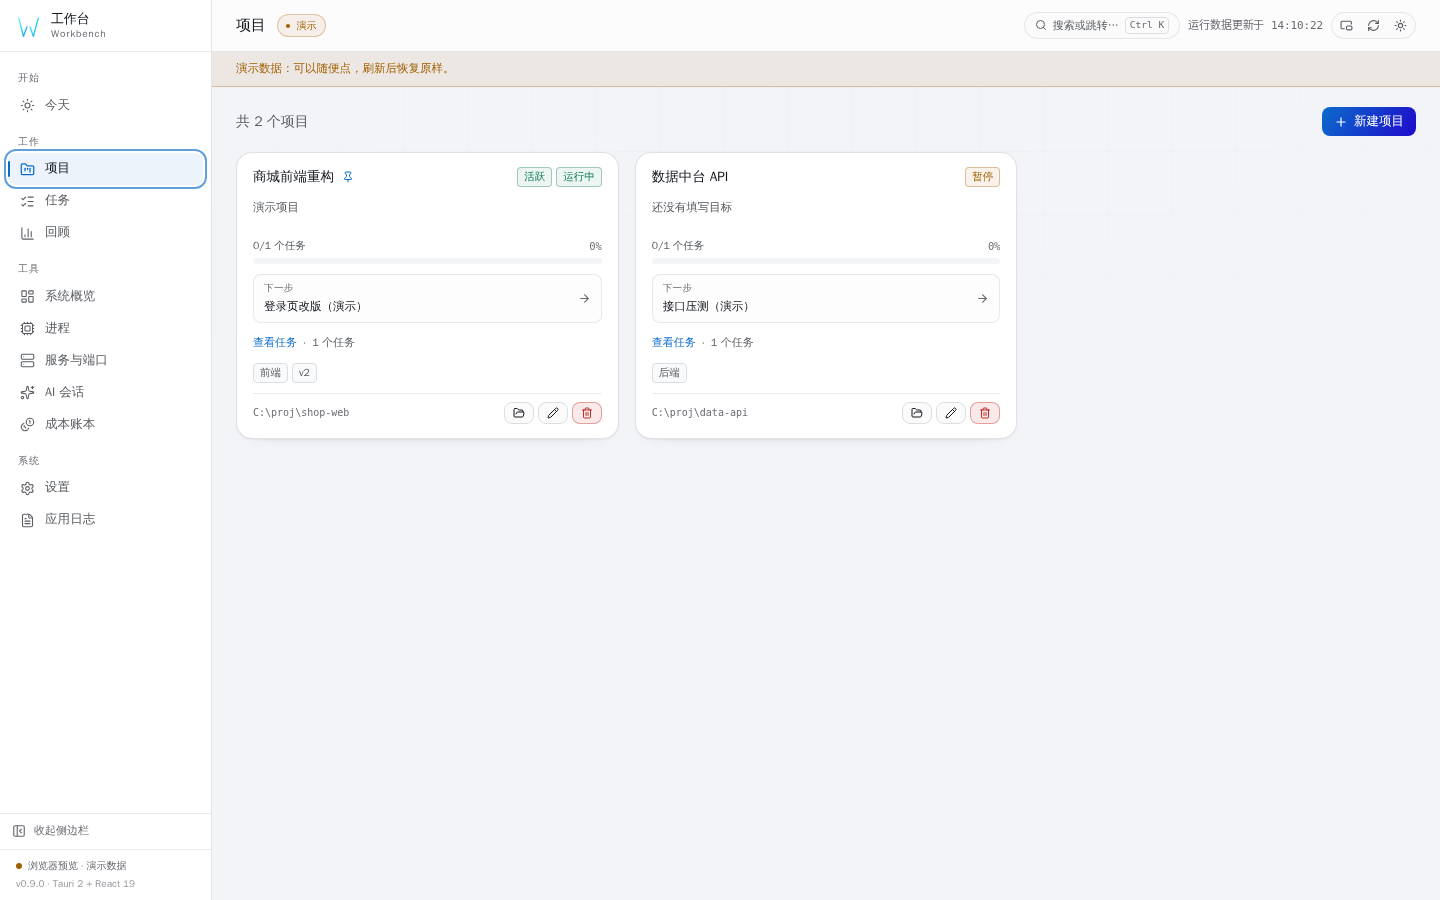 工作台
Workbench
开始
今天
工作
项目
任务
回顾
工具
系统概览
进程
服务与端口
AI 会话
成本账本
系统
设置
应用日志
收起侧边栏
浏览器预览 · 演示数据
v0.9.0 · Tauri 2 + React 19
项目
演示
搜索或跳转… Ctrl K
运行数据更新于 14:10:22
演示数据：可以随便点，刷新后恢复原样。
共 2 个项目
新建项目
商城前端重构
活跃 运行中
演示项目
0/1 个任务 0%
下一步
登录页改版（演示）
查看任务 · 1 个任务
前端 v2
C:\proj\shop-web
数据中台 API
暂停
还没有填写目标
0/1 个任务 0%
下一步
接口压测（演示）
查看任务 · 1 个任务
后端
C:\proj\data-api